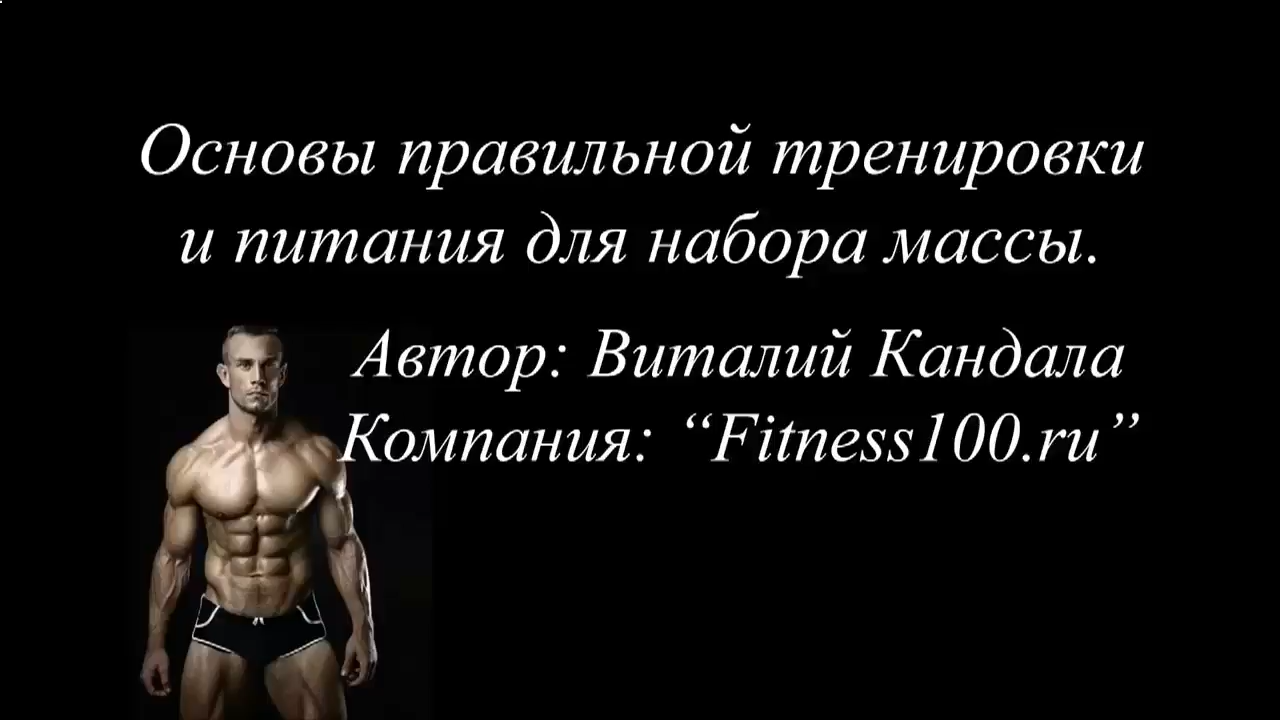 Основы правильной тренировки
и питания для набора массы.
Автор: Виталий Кандала
Компания: “Fitness100.ru”